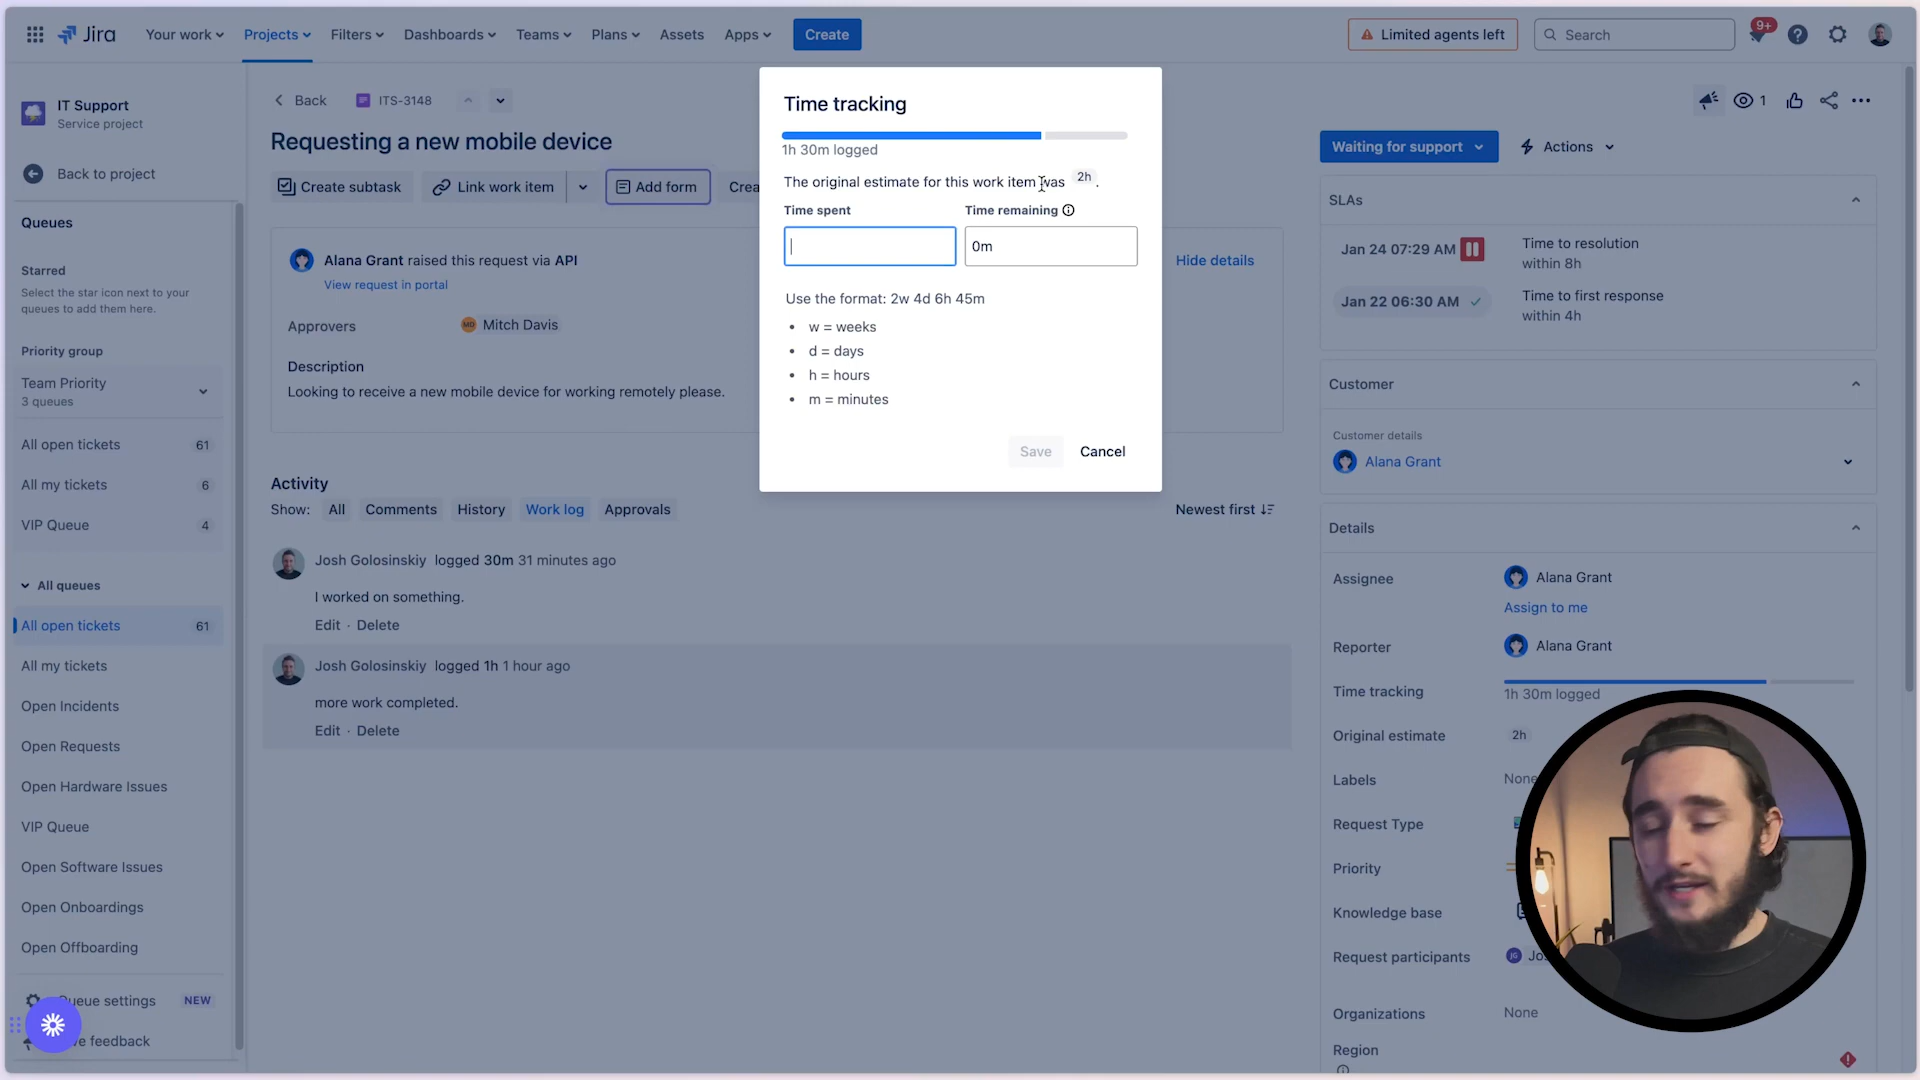 Jira
Your work
Projects
Filters
Dashboards
Teams
Plans
Assets
Apps
Create
Limited agents left
Search
9+
IT Support
Service project
Back to project
Queues
Starred
Select the star icon next to your
queues to add them here.
Priority group
Team Priority
3 queues
All open tickets 61
All my tickets 6
VIP Queue 4
All queues
All open tickets 61
All my tickets
Open Incidents
Open Requests
Open Hardware Issues
VIP Queue
Open Software Issues
Open Onboardings
Open Offboarding
Queue settings NEW
feedback
Back
ITS-3148
Requesting a new mobile device
Create subtask
Link work item
Add form
Alana Grant raised this request via API
Hide details
View request in portal
Approvers
MD Mitch Davis
Description
Looking to receive a new mobile device for working remotely please.
Activity
Show: All Comments History Work log Approvals
Newest first
Josh Golosinskiy logged 30m 31 minutes ago
I worked on something.
Edit · Delete
Josh Golosinskiy logged 1h 1 hour ago
more work completed.
Edit · Delete
Time tracking
1h 30m logged
The original estimate for this work item was 2h .
Time spent
Time remaining
0m
Use the format: 2w 4d 6h 45m
• w = weeks
• d = days
• h = hours
• m = minutes
Save
Cancel
1
Waiting for support
Actions
SLAs
Jan 24 07:29 AM
Time to resolution
within 8h
Jan 22 06:30 AM
Time to first response
within 4h
Customer
Customer details
Alana Grant
Details
Assignee
Alana Grant
Assign to me
Reporter
Alana Grant
Time tracking
1h 30m logged
Original estimate
2h
Labels
None
Request Type
Priority
Knowledge base
Request participants
JG
Organizations
None
Region